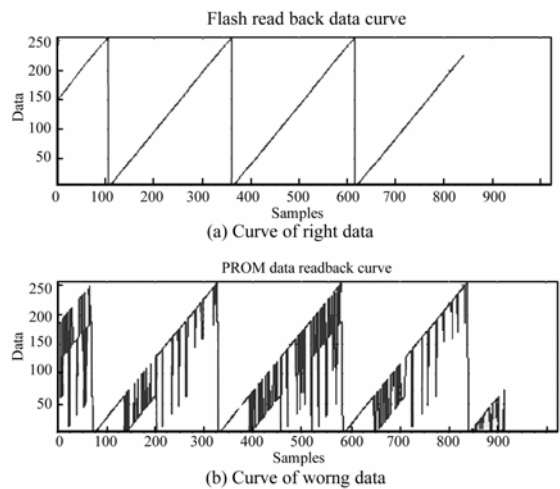 Flash read back data curve
250
200
150
100
50
Data
0 100 200 300 400 500 600 700 800 900
Samples
(a) Curve of right data
PROM data readback curve
250
200
150
100
50
Data
0 100 200 300 400 500 600 700 800 900
Samples
(b) Curve of worng data